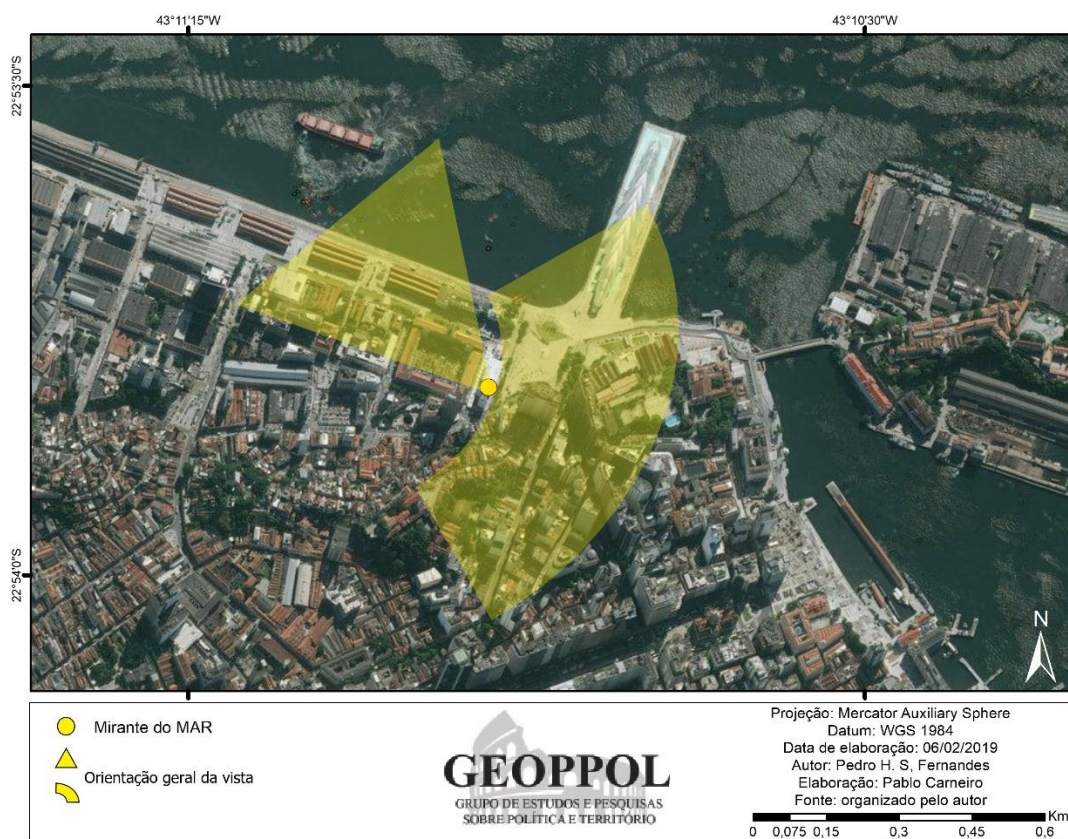 43°11'15"W
43°10'30"W
22°53'30"S
22°54'0"S
N
Mirante do MAR
Orientação geral da vista
GEOPPOL
GRUPO DE ESTUDOS E PESQUISAS
SOBRE POLÍTICA E TERRITÓRIO
Projeção: Mercator Auxiliary Sphere
Datum: WGS 1984
Data de elaboração: 06/02/2019
Autor: Pedro H. S, Fernandes
Elaboração: Pablo Carneiro
Fonte: organizado pelo autor
Km
0 0,075 0,15 0,3 0,45 0,6